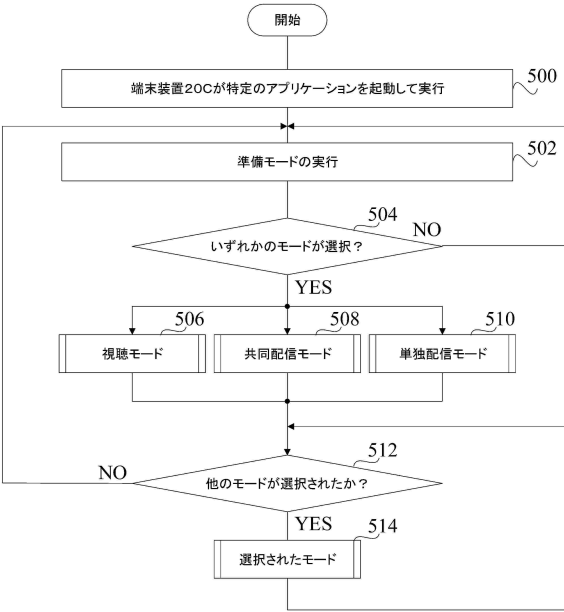 開始
端末装置20Cが特定のアプリケーションを起動して実行
500
準備モードの実行
502
いずれかのモードが選択？
504
NO
YES
視聴モード
506
共同配信モード
508
単独配信モード
510
他のモードが選択されたか？
512
NO
YES
選択されたモード
514